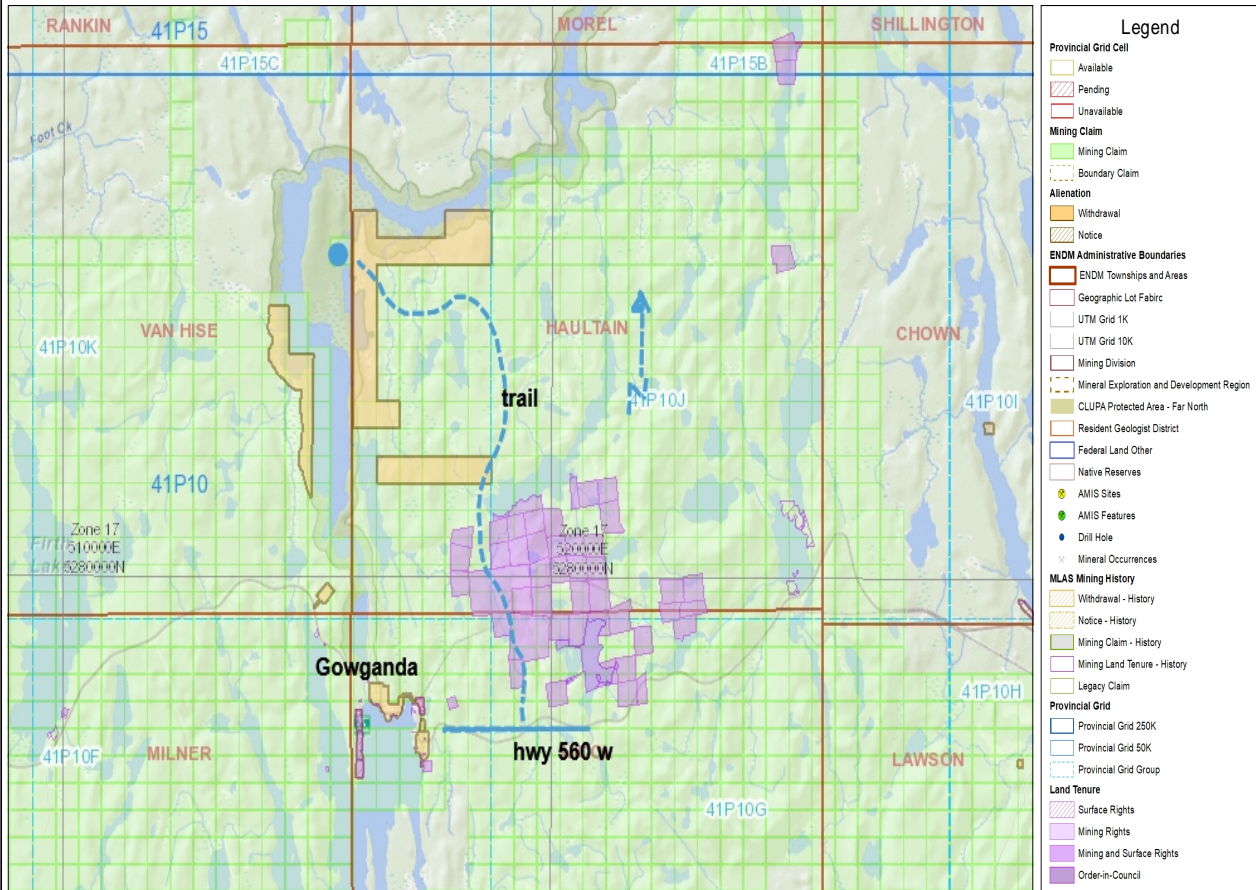 RANKIN
41P15
MOREL
SHILLINGTON
41P15C
41P15B
Foot Ck
VAN HISE
HAULTAIN
CHOWN
41P10K
trail
41P10J
41P10I
41P10
Zone 17
510000E
5280000N
Firth
Lake
Zone 17
520000E
5280000N
Gowganda
41P10H
41P10F
MILNER
hwy 560 w
LAWSON
41P10G
Legend
Provincial Grid Cell
Available
Pending
Unavailable
Mining Claim
Mining Claim
Boundary Claim
Alienation
Withdrawal
Notice
ENDM Administrative Boundaries
ENDM Townships and Areas
Geographic Lot Fabirc
UTM Grid 1K
UTM Grid 10K
Mining Division
Mineral Exploration and Development Region
CLUPA Protected Area - Far North
Resident Geologist District
Federal Land Other
Native Reserves
AMIS Sites
AMIS Features
Drill Hole
Mineral Occurrences
MLAS Mining History
Withdrawal - History
Notice - History
Mining Claim - History
Mining Land Tenure - History
Legacy Claim
Provincial Grid
Provincial Grid 250K
Provincial Grid 50K
Provincial Grid Group
Land Tenure
Surface Rights
Mining Rights
Mining and Surface Rights
Order-in-Council